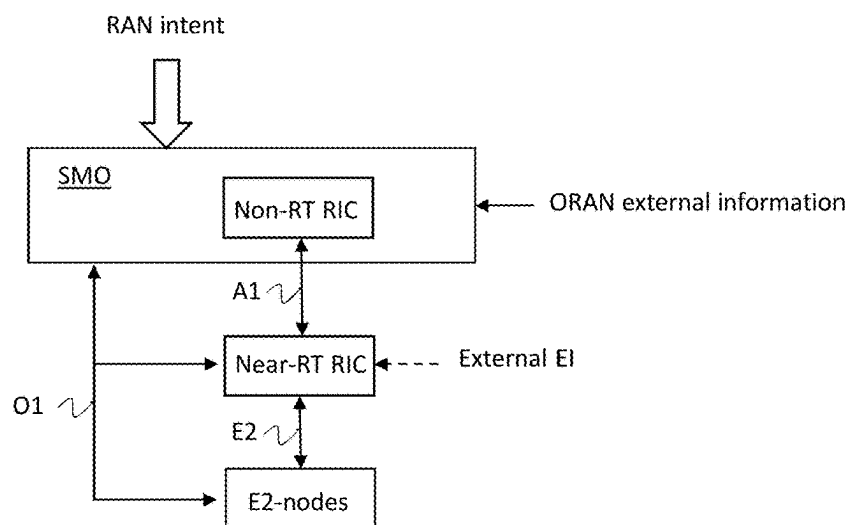 RAN intent
SMO
Non-RT RIC
ORAN external information
A1
Near-RT RIC
External EI
O1
E2
E2-nodes